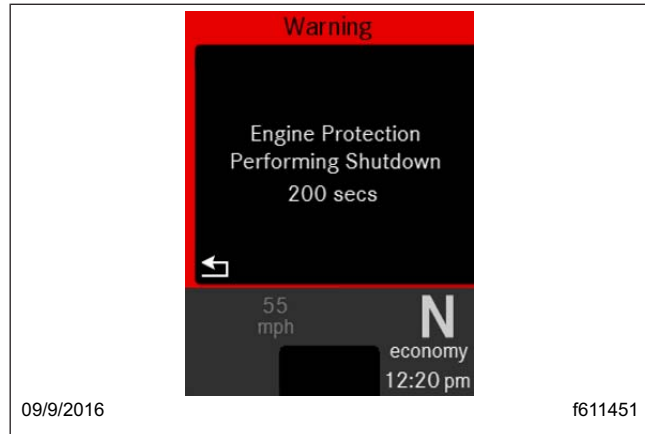 Warning
Engine Protection
Performing Shutdown
200 secs
55
mph
N
economy
12:20 pm
09/9/2016
f611451